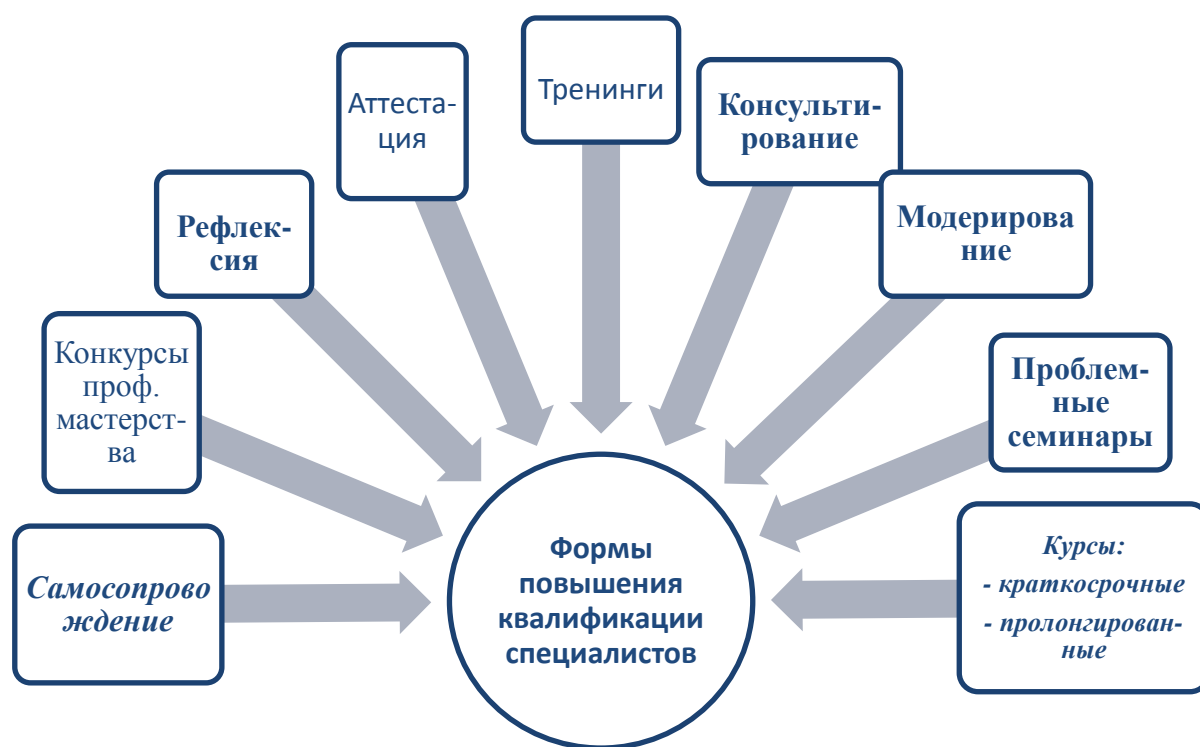 Тренинги
Аттеста-
ция
Консульти-
рование
Рефлек-
сия
Модерирова
ние
Конкурсы
проф.
мастерст-
ва
Проблем-
ные
семинары
Самосопрово
ждение
Формы
повышения
квалификации
специалистов
Курсы:
- краткосрочные
- пролонгирован-
ные